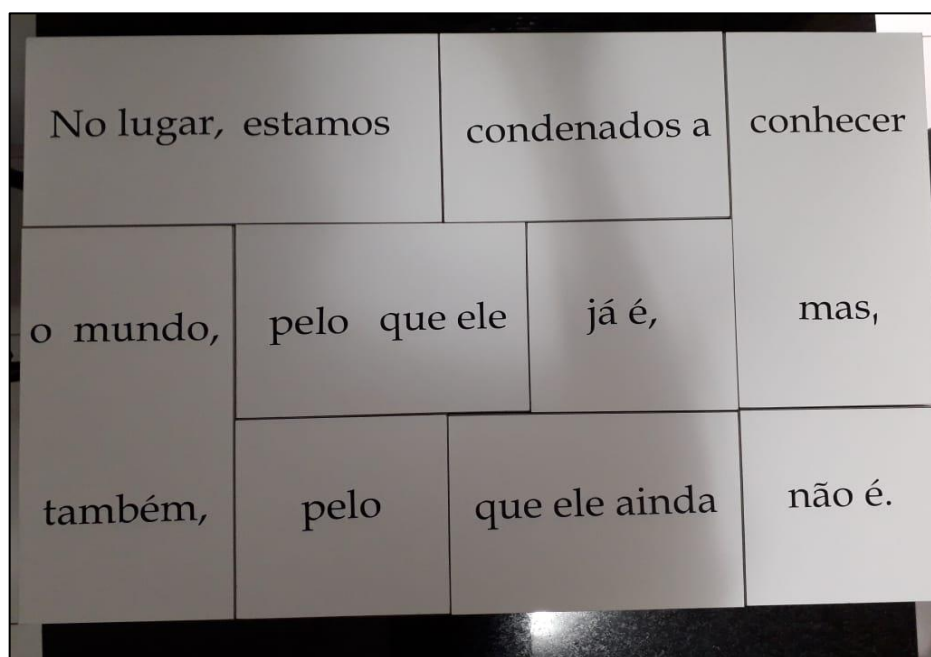 No lugar, estamos condenados a conhecer
o mundo, pelo que ele já é, mas,
também, pelo que ele ainda não é.